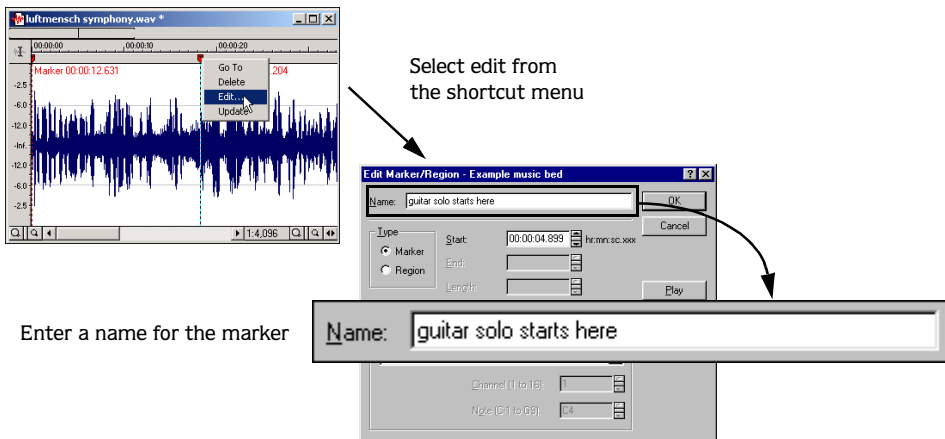 luftmensch symphony.wav *
00:00:00 00:00:10 00:00:20
Marker 00:00:12.631 .204
Go To
Delete
Edit...
Update
-2.5
-6.0
-12.0
-Inf.
-12.0
-6.0
-2.5
1:4,096
Select edit from
the shortcut menu
Edit Marker/Region - Example music bed
Name: guitar solo starts here
OK
Cancel
Type
Marker
Region
Start: 00:00:04.899 hr:mn:sc.xxx
End:
Length:
Play
Enter a name for the marker
Name: guitar solo starts here
Channel (1 to 16): 1
Note (C-1 to G9): C4